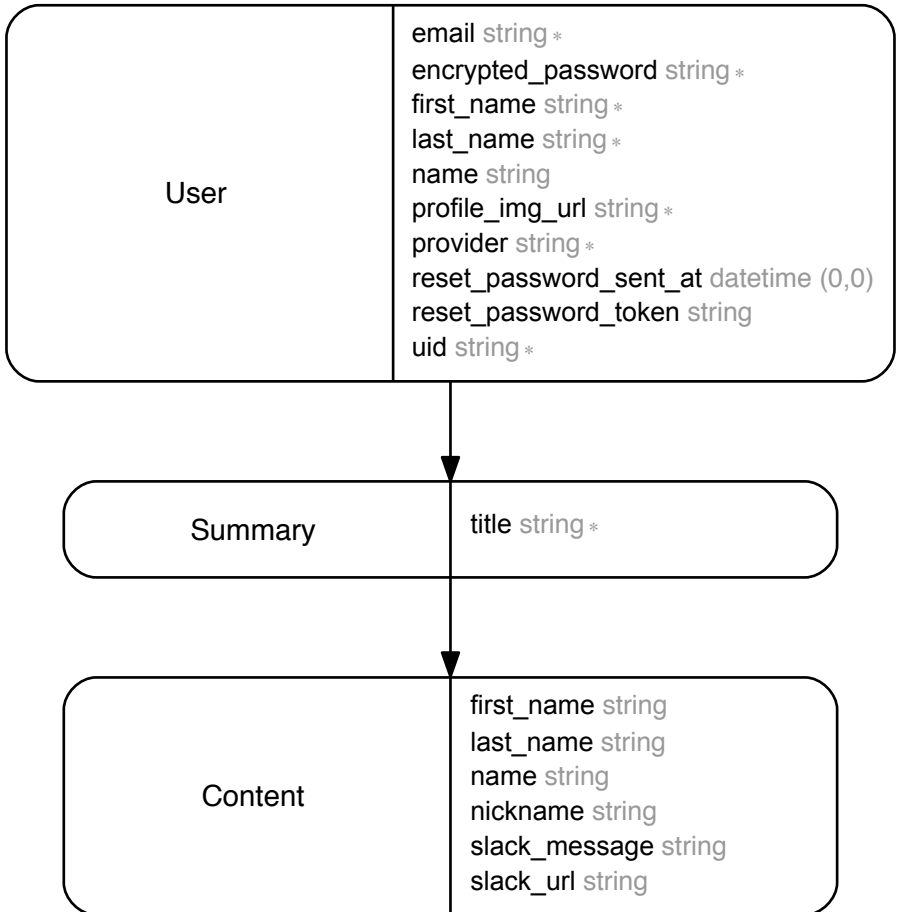 User
email string *
encrypted_password string *
first_name string *
last_name string *
name string
profile_img_url string *
provider string *
reset_password_sent_at datetime (0,0)
reset_password_token string
uid string *
Summary
title string *
Content
first_name string
last_name string
name string
nickname string
slack_message string
slack_url string